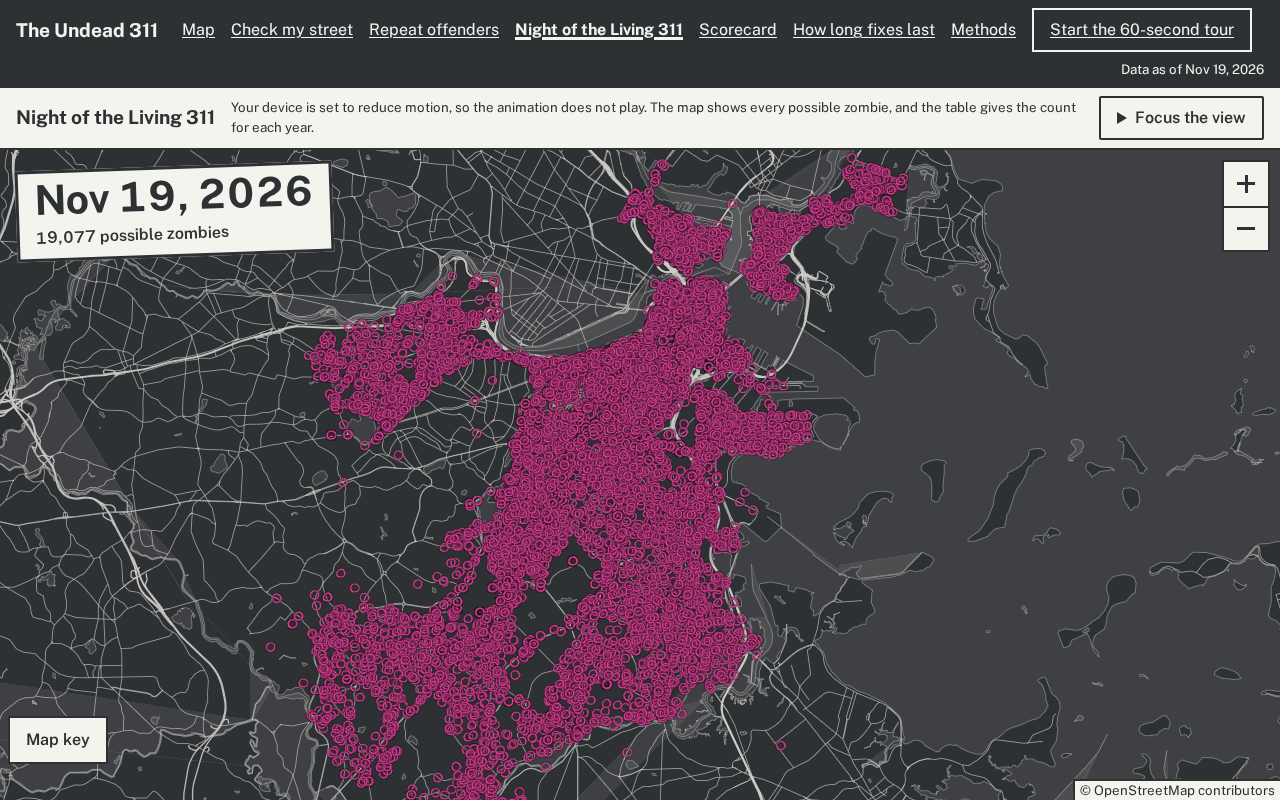 The Undead 311
Map
Check my street
Repeat offenders
Night of the Living 311
Scorecard
How long fixes last
Methods
Start the 60-second tour
Data as of Nov 19, 2026
Night of the Living 311
Your device is set to reduce motion, so the animation does not play. The map shows every possible zombie, and the table gives the count
for each year.
Focus the view
Nov 19, 2026
19,077 possible zombies
+
−
Map key
© OpenStreetMap contributors